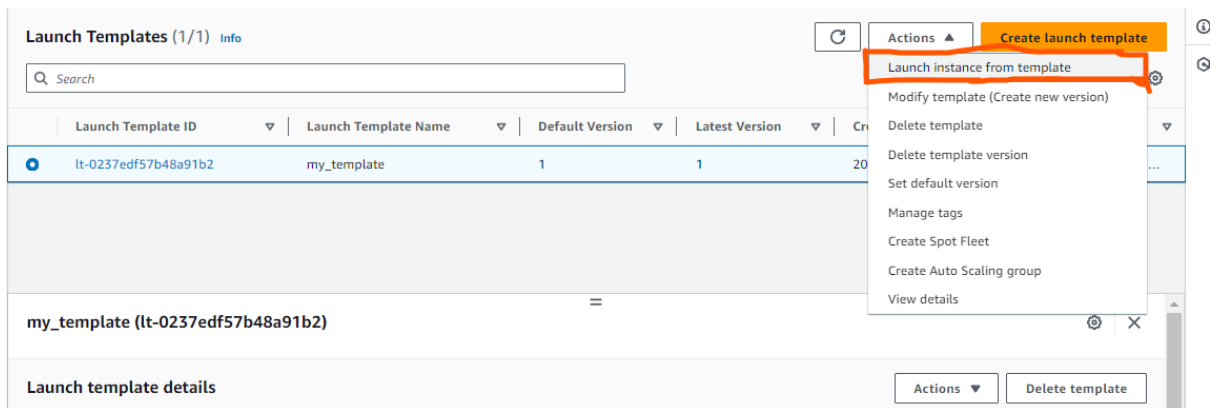 Launch Templates (1/1) Info
Actions ▲
Create launch template
Search
Launch instance from template
Modify template (Create new version)
Delete template
Delete template version
Set default version
Manage tags
Create Spot Fleet
Create Auto Scaling group
View details
Launch Template ID
Launch Template Name
Default Version
Latest Version
Cr
lt-0237edf57b48a91b2
my_template
1
1
20
...
my_template (lt-0237edf57b48a91b2)
Launch template details
Actions ▼
Delete template